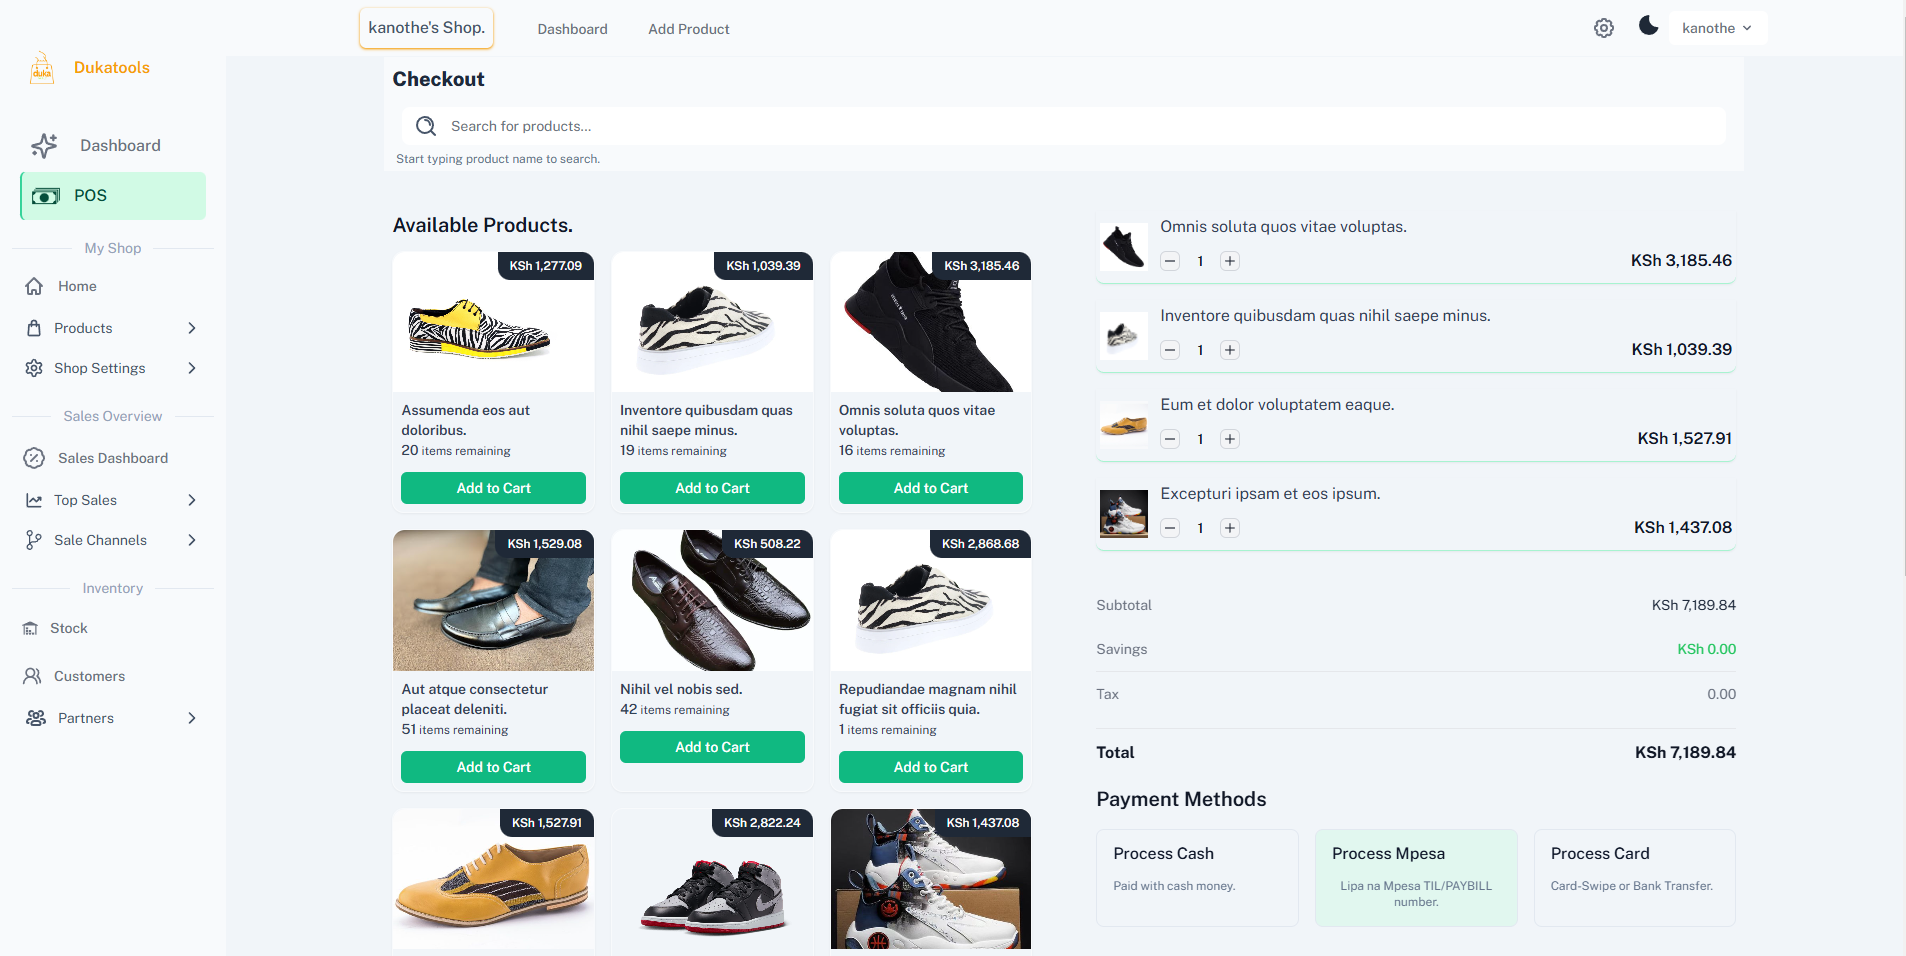 kanothe's Shop.
Dashboard
Add Product
kanothe
duka
Dukatools
Dashboard
POS
My Shop
Home
Products
Shop Settings
Sales Overview
Sales Dashboard
Top Sales
Sale Channels
Inventory
Stock
Customers
Partners
Checkout
Search for products...
Start typing product name to search.
Available Products.
KSh 1,277.09
Assumenda eos aut
doloribus.
20 items remaining
Add to Cart
KSh 1,039.39
Inventore quibusdam quas
nihil saepe minus.
19 items remaining
Add to Cart
KSh 3,185.46
Omnis soluta quos vitae
voluptas.
16 items remaining
Add to Cart
KSh 1,529.08
Aut atque consectetur
placeat deleniti.
51 items remaining
Add to Cart
KSh 508.22
Nihil vel nobis sed.
42 items remaining
Add to Cart
KSh 2,868.68
Repudiandae magnam nihil
fugiat sit officiis quia.
1 items remaining
Add to Cart
KSh 1,527.91
KSh 2,822.24
KSh 1,437.08
Omnis soluta quos vitae voluptas.
1
KSh 3,185.46
Inventore quibusdam quas nihil saepe minus.
1
KSh 1,039.39
Eum et dolor voluptatem eaque.
1
KSh 1,527.91
Excepturi ipsam et eos ipsum.
1
KSh 1,437.08
Subtotal
KSh 7,189.84
Savings
KSh 0.00
Tax
0.00
Total
KSh 7,189.84
Payment Methods
Process Cash
Paid with cash money.
Process Mpesa
Lipa na Mpesa TIL/PAYBILL
number.
Process Card
Card-Swipe or Bank Transfer.